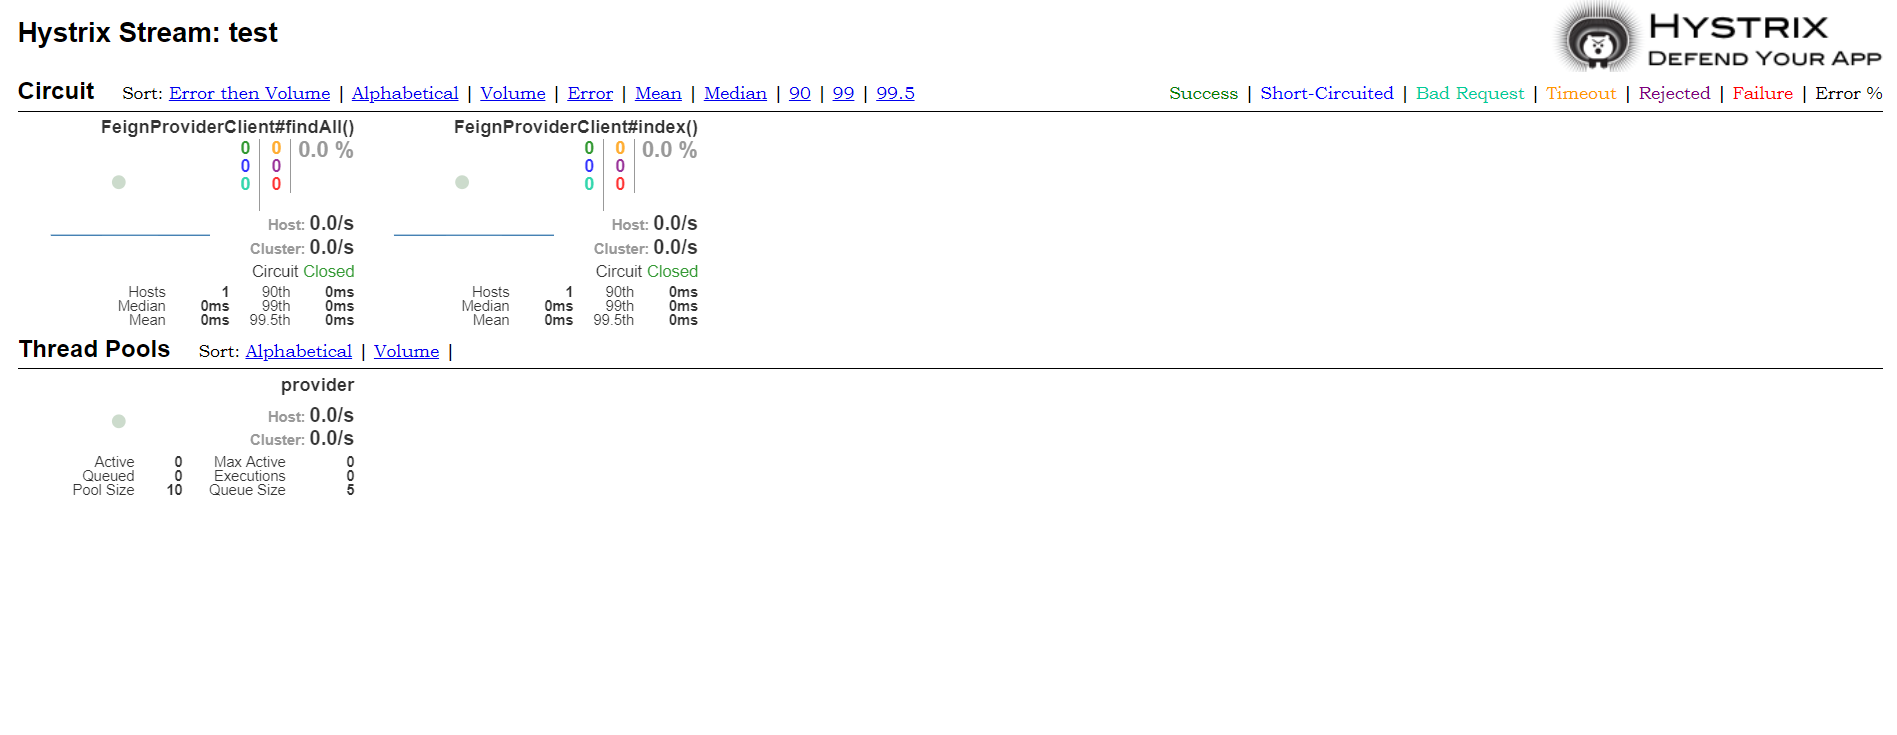 Hystrix Stream: test
HYSTRIX
DEFEND YOUR APP
Circuit Sort: Error then Volume | Alphabetical | Volume | Error | Mean | Median | 90 | 99 | 99.5
Success | Short-Circuited | Bad Request | Timeout | Rejected | Failure | Error %
FeignProviderClient#findAll()
0 0 0.0 %
0 0
0 0
Host: 0.0/s
Cluster: 0.0/s
Circuit Closed
Hosts 1 90th 0ms
Median 0ms 99th 0ms
Mean 0ms 99.5th 0ms
FeignProviderClient#index()
0 0 0.0 %
0 0
0 0
Host: 0.0/s
Cluster: 0.0/s
Circuit Closed
Hosts 1 90th 0ms
Median 0ms 99th 0ms
Mean 0ms 99.5th 0ms
Thread Pools Sort: Alphabetical | Volume |
provider
Host: 0.0/s
Cluster: 0.0/s
Active 0 Max Active 0
Queued 0 Executions 0
Pool Size 10 Queue Size 5